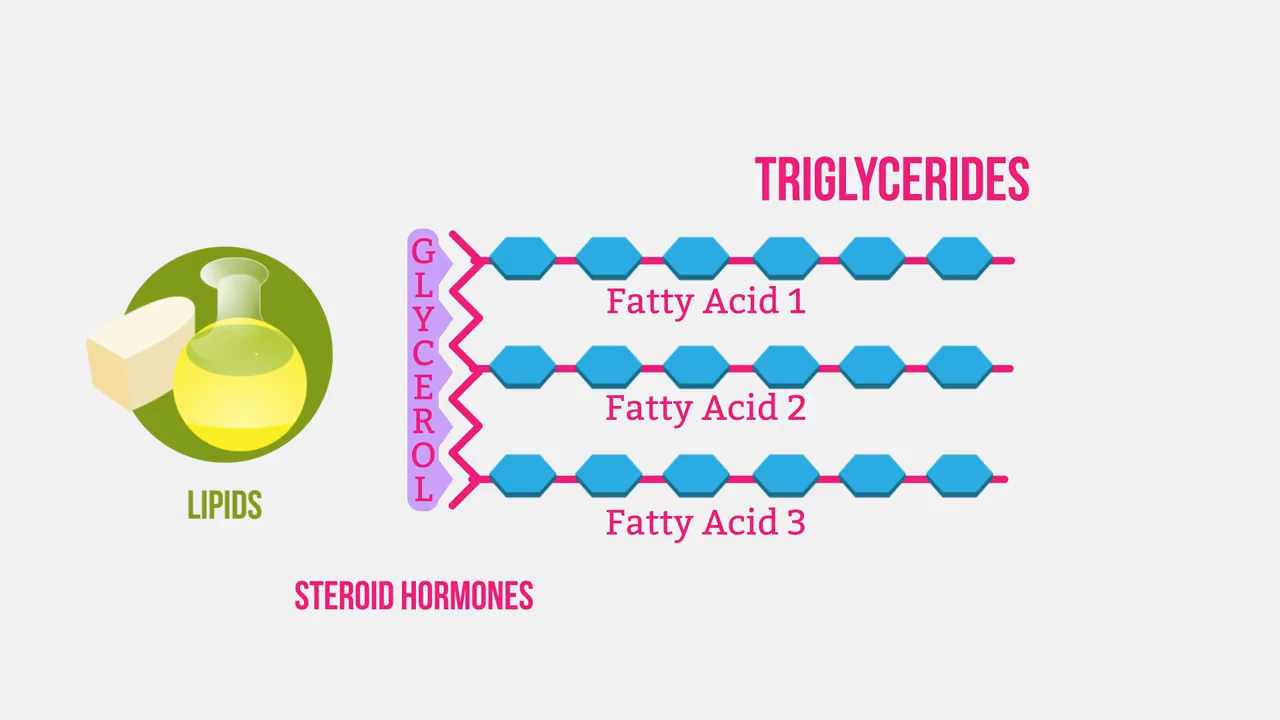 TRIGLYCERIDES
GLYCEROL
Fatty Acid 1
Fatty Acid 2
Fatty Acid 3
LIPIDS
STEROID HORMONES